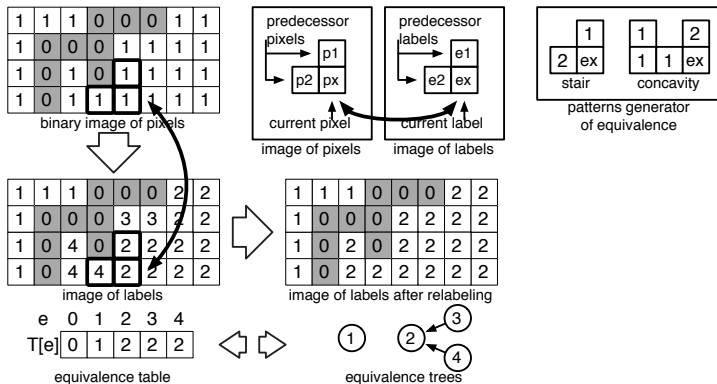 1 1 1 0 0 0 1 1
1 0 0 0 1 1 1 1
1 0 1 0 1 1 1 1
1 0 1 1 1 1 1 1
binary image of pixels
predecessor
pixels
p1
p2 px
current pixel
image of pixels
predecessor
labels
e1
e2 ex
current label
image of labels
1
2 ex
stair
1 2
1 1 ex
concavity
patterns generator
of equivalence
1 1 1 0 0 0 2 2
1 0 0 0 3 3 2 2
1 0 4 0 2 2 2 2
1 0 4 4 2 2 2 2
image of labels
1 1 1 0 0 0 2 2
1 0 0 0 2 2 2 2
1 0 2 0 2 2 2 2
1 0 2 2 2 2 2 2
image of labels after relabeling
e 0 1 2 3 4
T[e] 0 1 2 2 2
equivalence table
1 2 3
4
equivalence trees